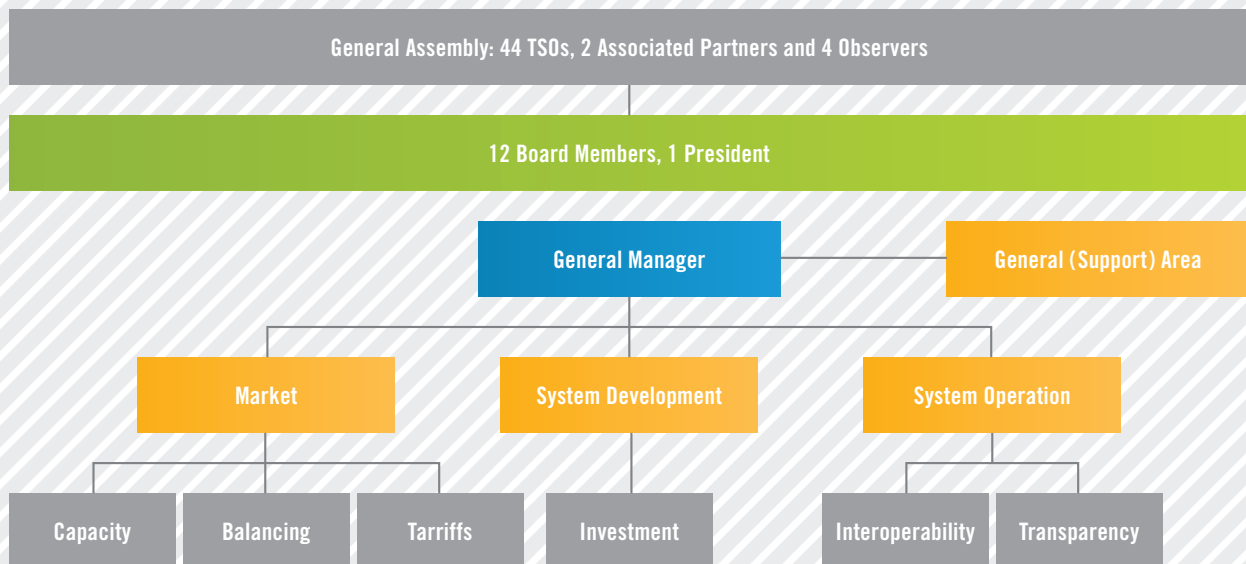 General Assembly: 44 TSOs, 2 Associated Partners and 4 Observers
12 Board Members, 1 President
General Manager
General (Support) Area
Market
System Development
System Operation
Capacity
Balancing
Tarriffs
Investment
Interoperability
Transparency